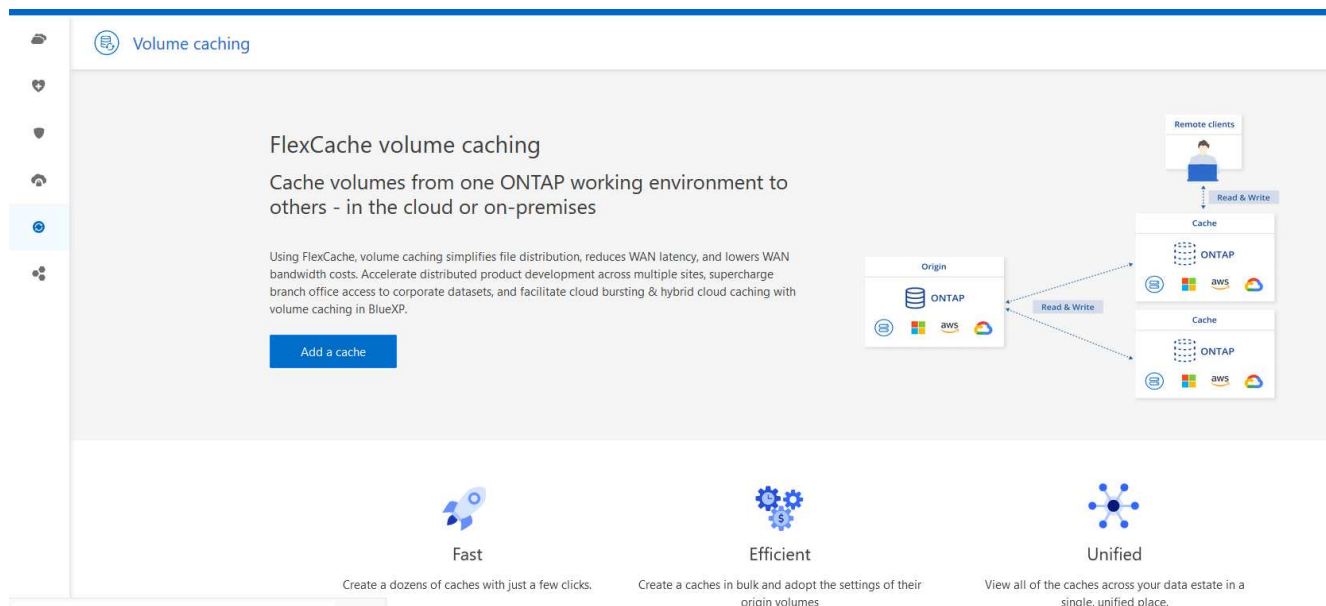 Volume caching
FlexCache volume caching
Cache volumes from one ONTAP working environment to
others - in the cloud or on-premises
Using FlexCache, volume caching simplifies file distribution, reduces WAN latency, and lowers WAN
bandwidth costs. Accelerate distributed product development across multiple sites, supercharge
branch office access to corporate datasets, and facilitate cloud bursting & hybrid cloud caching with
volume caching in BlueXP.
Add a cache
Remote clients
Read & Write
Cache
ONTAP
aws
Origin
ONTAP
aws
Read & Write
Cache
ONTAP
aws
Fast
Create a dozens of caches with just a few clicks.
Efficient
Create a caches in bulk and adopt the settings of their
origin volumes
Unified
View all of the caches across your data estate in a
single, unified place.